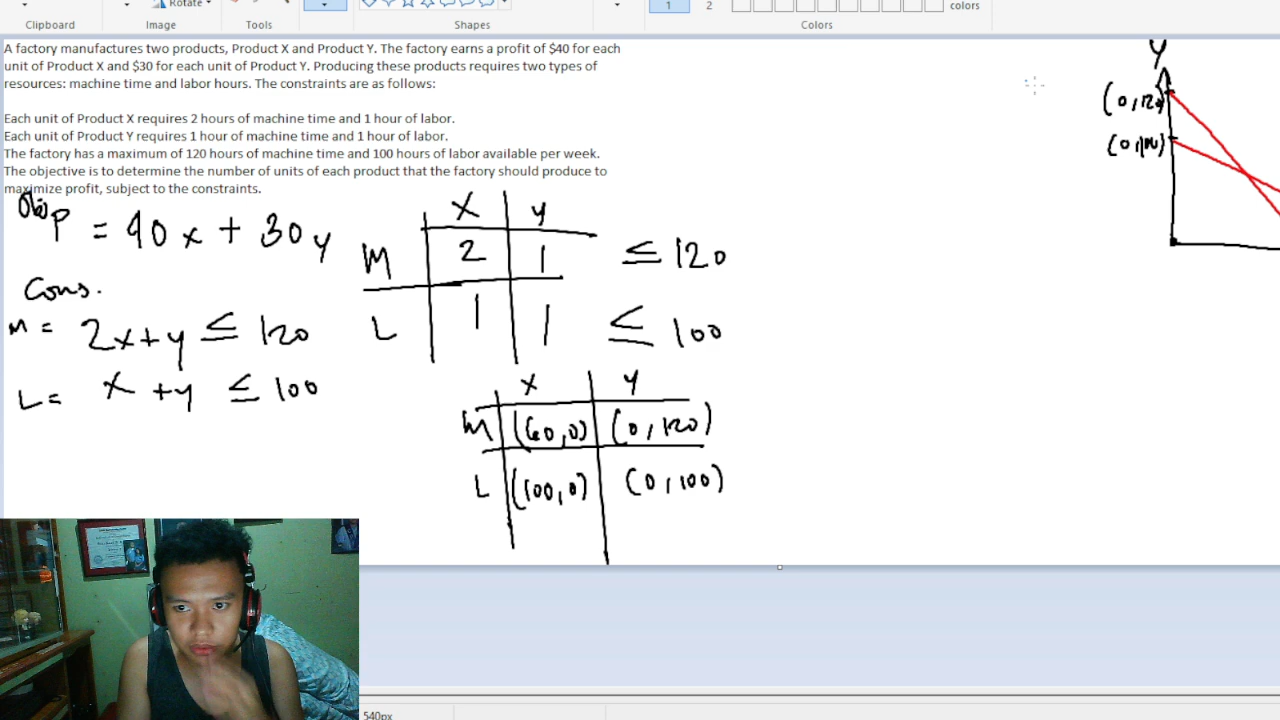 Rotate
1
2
colors
Clipboard
Image
Tools
Shapes
Colors
A factory manufactures two products, Product X and Product Y. The factory earns a profit of $40 for each
unit of Product X and $30 for each unit of Product Y. Producing these products requires two types of
resources: machine time and labor hours. The constraints are as follows:
Each unit of Product X requires 2 hours of machine time and 1 hour of labor.
Each unit of Product Y requires 1 hour of machine time and 1 hour of labor.
The factory has a maximum of 120 hours of machine time and 100 hours of labor available per week.
The objective is to determine the number of units of each product that the factory should produce to
maximize profit, subject to the constraints.
P = 40x + 30y
Cons.
M = 2x+y ≤ 120
L = x+y ≤ 100
X Y
M 2 1 ≤ 120
L 1 1 ≤ 100
X Y
M (60,0) (0,120)
L (100,0) (0,100)
Y
(0,120)
(0,100)
540px